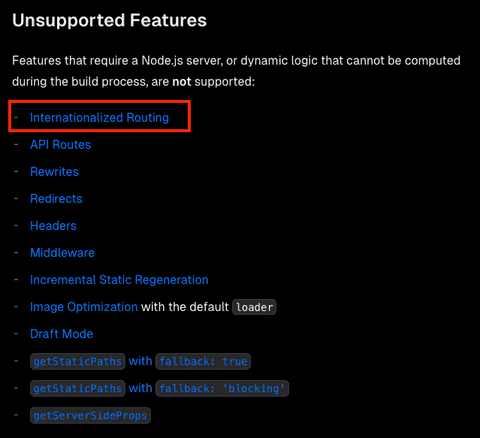 Unsupported Features
Features that require a Node.js server, or dynamic logic that cannot be computed
during the build process, are not supported:
- Internationalized Routing
- API Routes
- Rewrites
- Redirects
- Headers
- Middleware
- Incremental Static Regeneration
- Image Optimization with the default loader
- Draft Mode
- getStaticPaths with fallback: true
- getStaticPaths with fallback: 'blocking'
- getServerSideProps